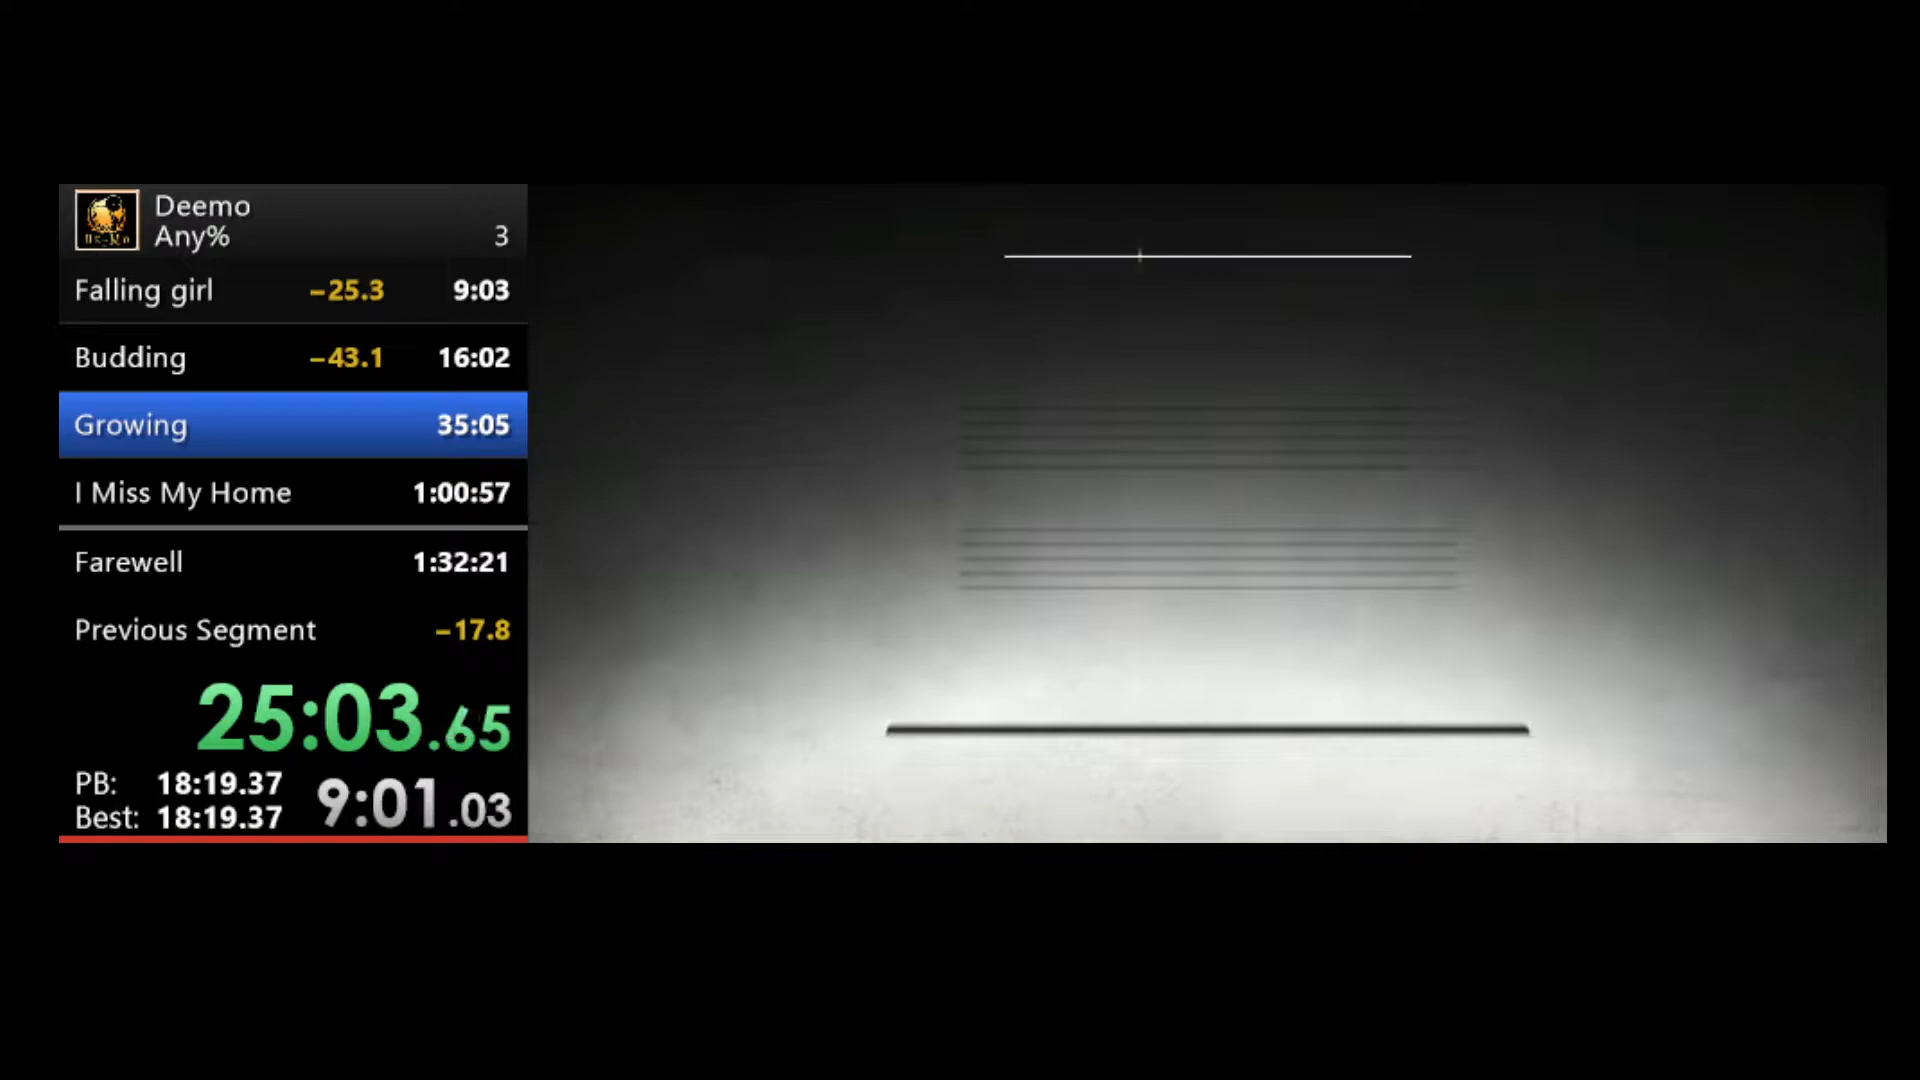 Deemo
Any% 3
Falling girl −25.3 9:03
Budding −43.1 16:02
Growing 35:05
I Miss My Home 1:00:57
Farewell 1:32:21
Previous Segment −17.8
25:03.65
PB: 18:19.37
Best: 18:19.37 9:01.03